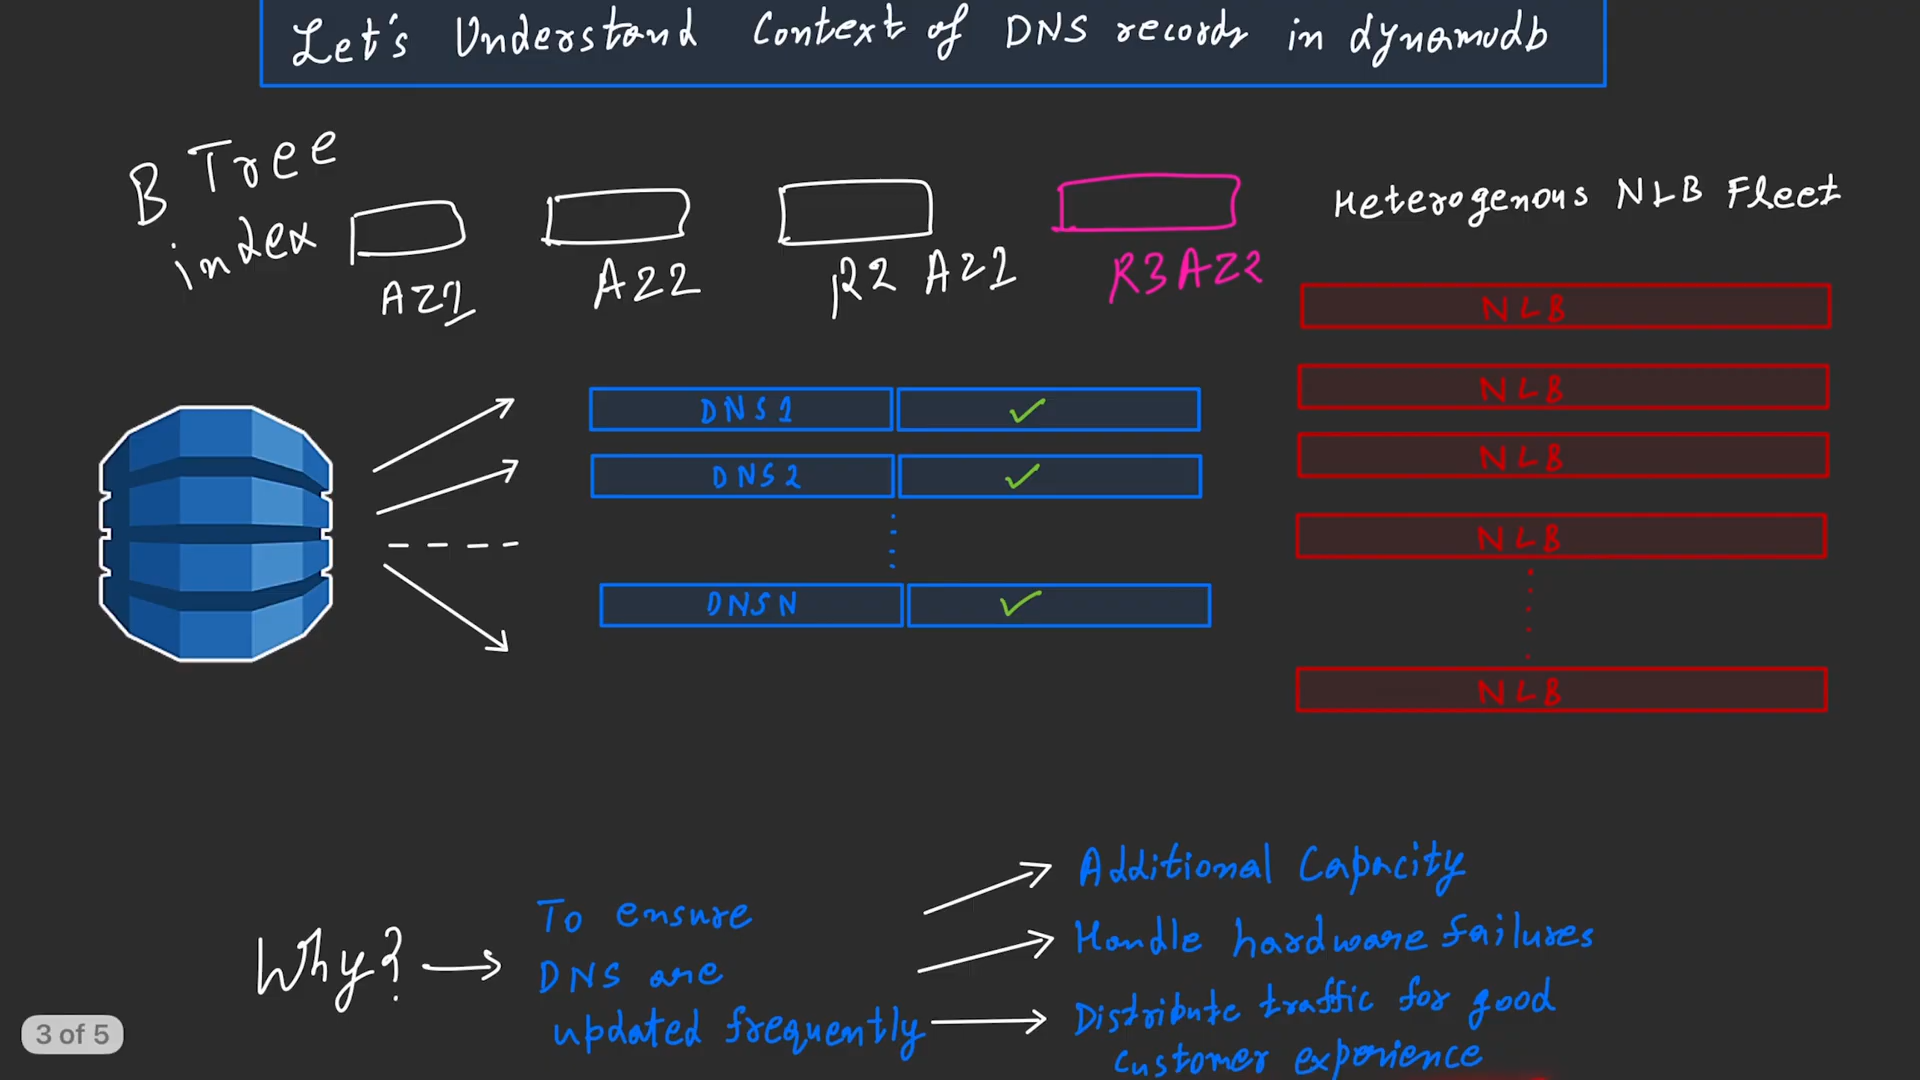 Let's Understand Context of DNS records in dynamodb
B Tree
index
AZ1
AZ2
R2 AZ1
R3 AZ2
Heterogenous NLB Fleet
NLB
NLB
NLB
NLB
NLB
DNS1
DNS2
DNSN
Why?
To ensure
DNS are
updated frequently
Additional Capacity
Handle hardware failures
Distribute traffic for good
customer experience
3 of 5